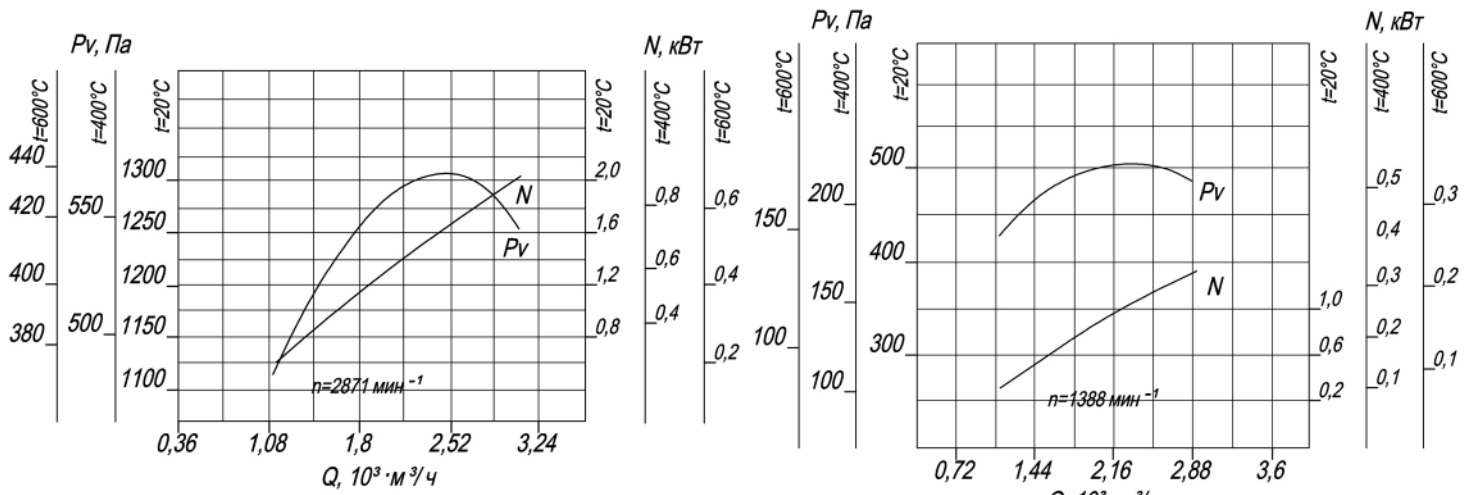 Pv, Па
N, кВт
t=600°C
t=400°C
t=20°C
t=20°C
t=400°C
t=600°C
440
420
400
380
550
500
1300
1250
1200
1150
1100
2,0
1,6
1,2
0,8
0,8
0,6
0,4
0,6
0,4
0,2
N
Pv
n=2871 мин ⁻¹
0,36 1,08 1,8 2,52 3,24
Q, 10³ · м³/ч
Pv, Па
N, кВт
t=600°C
t=400°C
t=20°C
t=20°C
t=400°C
t=600°C
150
100
200
150
100
500
400
300
1,0
0,6
0,2
0,5
0,4
0,3
0,2
0,1
0,3
0,2
0,1
Pv
N
n=1388 мин ⁻¹
0,72 1,44 2,16 2,88 3,6